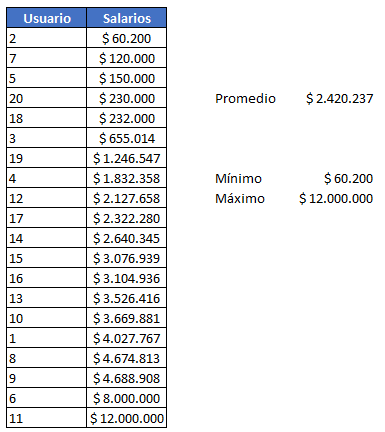 Usuario Salarios
2 $ 60.200
7 $ 120.000
5 $ 150.000
20 $ 230.000 Promedio $ 2.420.237
18 $ 232.000
3 $ 655.014
19 $ 1.246.547
4 $ 1.832.358 Mínimo $ 60.200
12 $ 2.127.658 Máximo $ 12.000.000
17 $ 2.322.280
14 $ 2.640.345
15 $ 3.076.939
16 $ 3.104.936
13 $ 3.526.416
10 $ 3.669.881
1 $ 4.027.767
8 $ 4.674.813
9 $ 4.688.908
6 $ 8.000.000
11 $ 12.000.000